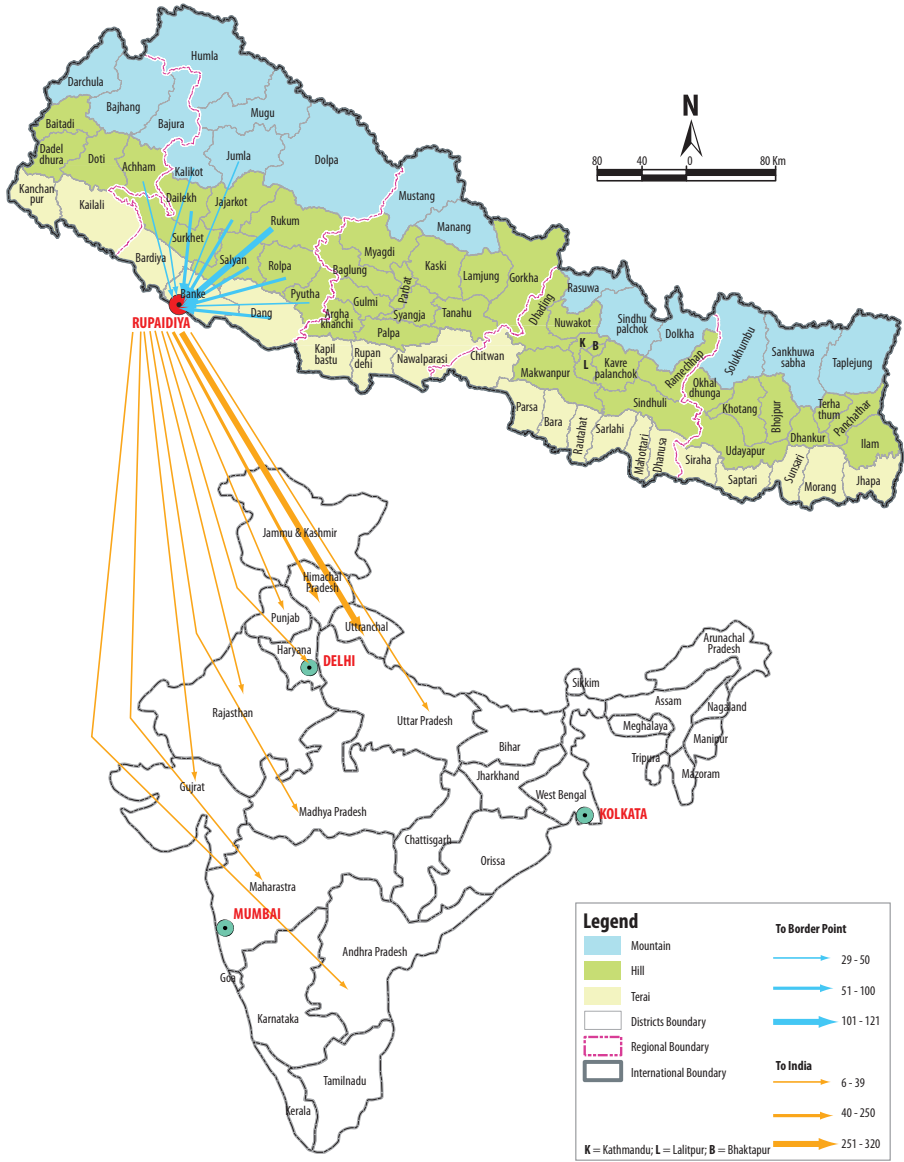 Humla
Darchula
Bajhang
Mugu
Baitadi
Bajura
Dadel
dhura
Doti
Jumla
Dolpa
Achham
Kalikot
Kanchan
pur
Kailali
Dailekh
Jajarkot
Mustang
Rukum
Manang
Surkhet
Bardiya
Salyan
Rolpa
Myagdi
Baglung
Kaski
Lamjung
Gorkha
Parbat
Banke
Pyutha
Gulmi
Syangja
Tanahu
Dang
Argha
khanchi
Palpa
RUPAIDIYA
Kapil
bastu
Rupan
dehi
Nawalparasi
Chitwan
Rasuwa
Dhading
Nuwakot
Sindhu
palchok
Dolkha
K
B
L
Kavre
palanchok
Makwanpur
Ramechhap
Solukhumbu
Sankhuwa
sabha
Taplejung
Okhal
dhunga
Sindhuli
Khotang
Bhojpur
Terha
thum
Panchathar
Parsa
Bara
Rautahat
Sarlahi
Mahottari
Dhanusa
Siraha
Udayapur
Dhankur
Ilam
Saptari
Sunsari
Morang
Jhapa
N
80 40 0 80 Km
Jammu & Kashmir
Himachal
Pradesh
Punjab
Uttranchal
Haryana
DELHI
Rajasthan
Uttar Pradesh
Sikkim
Arunachal
Pradesh
Assam
Nagaland
Meghalaya
Manipur
Tripura
Mazoram
Bihar
Jharkhand
West Bengal
KOLKATA
Gujrat
Madhya Pradesh
Chattisgarh
Orissa
Maharastra
MUMBAI
Andhra Pradesh
Goa
Karnataka
Tamilnadu
Kerala
Legend
Mountain
Hill
Terai
Districts Boundary
Regional Boundary
International Boundary
To Border Point
29 - 50
51 - 100
101 - 121
To India
6 - 39
40 - 250
251 - 320
K = Kathmandu; L = Lalitpur; B = Bhaktapur